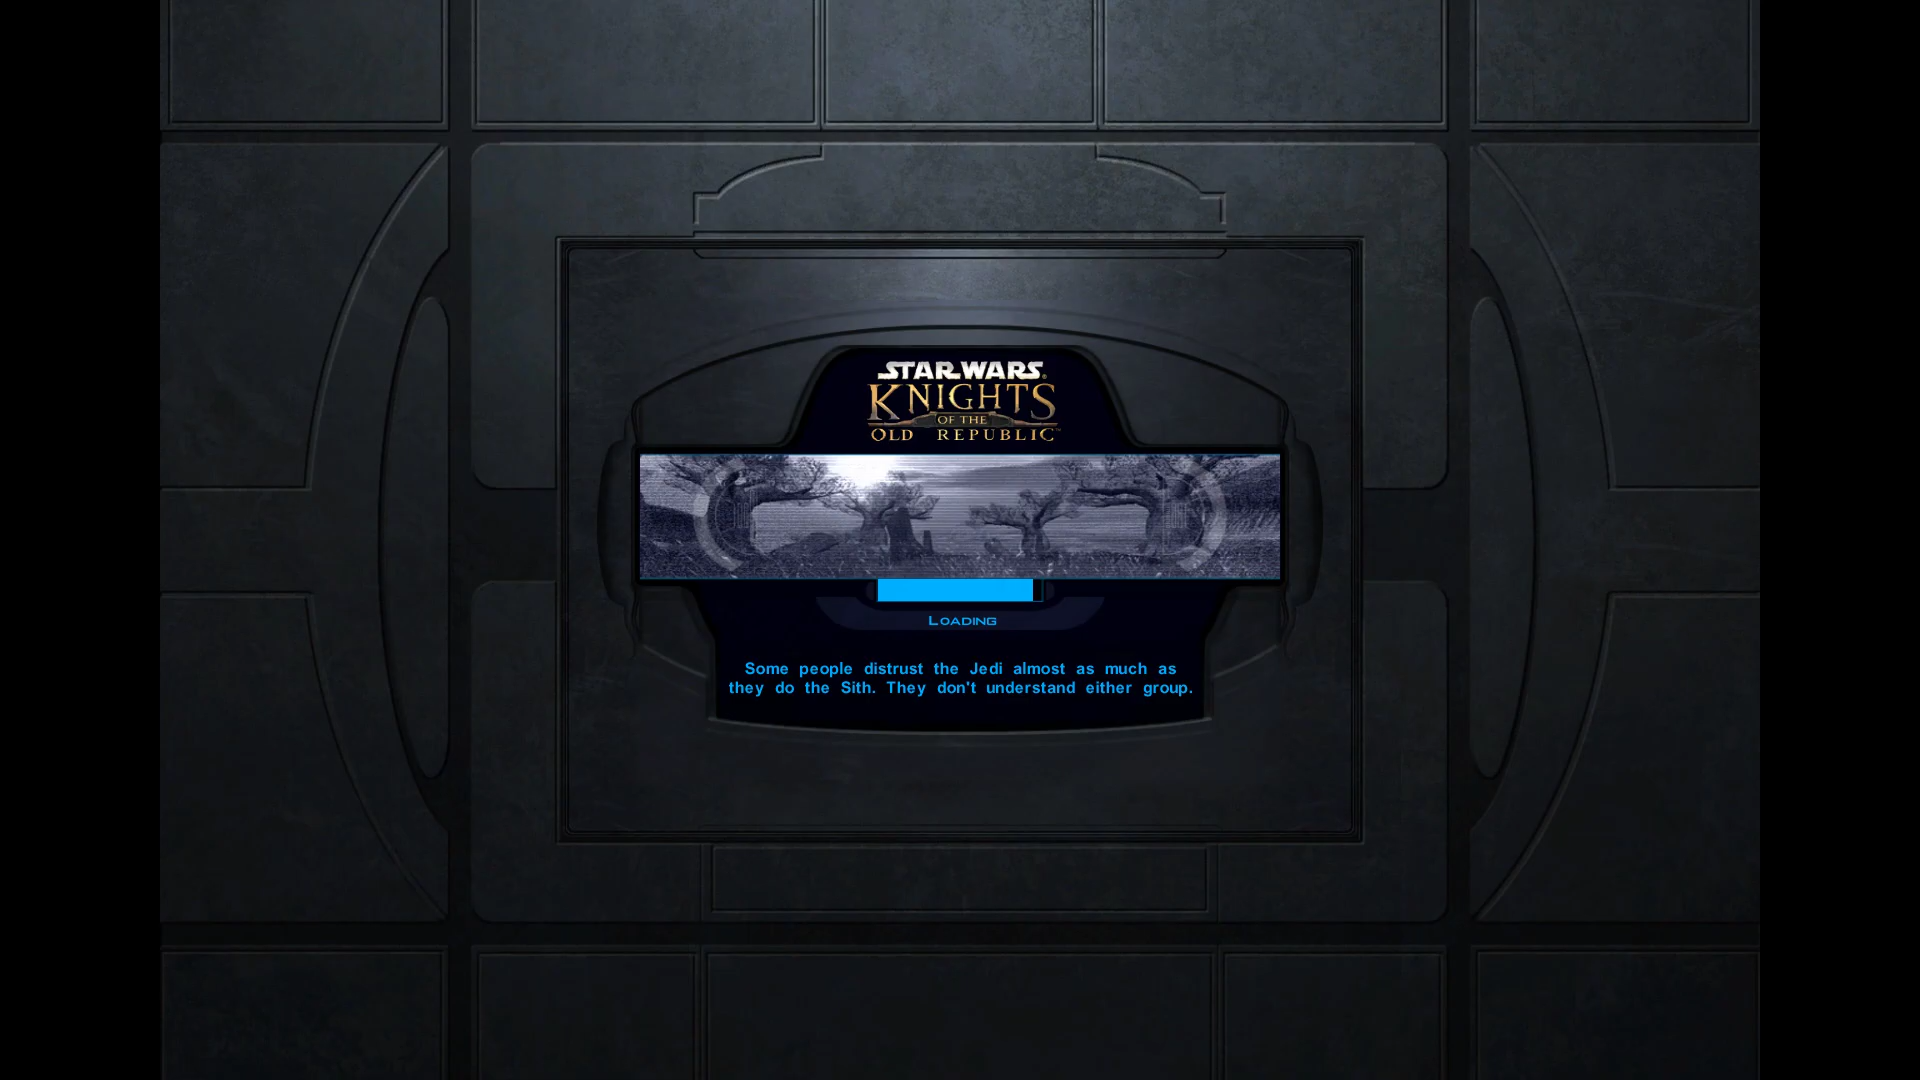 STAR WARS®
KNIGHTS
OF THE
OLD REPUBLIC™
LOADING
Some people distrust the Jedi almost as much as
they do the Sith. They don't understand either group.